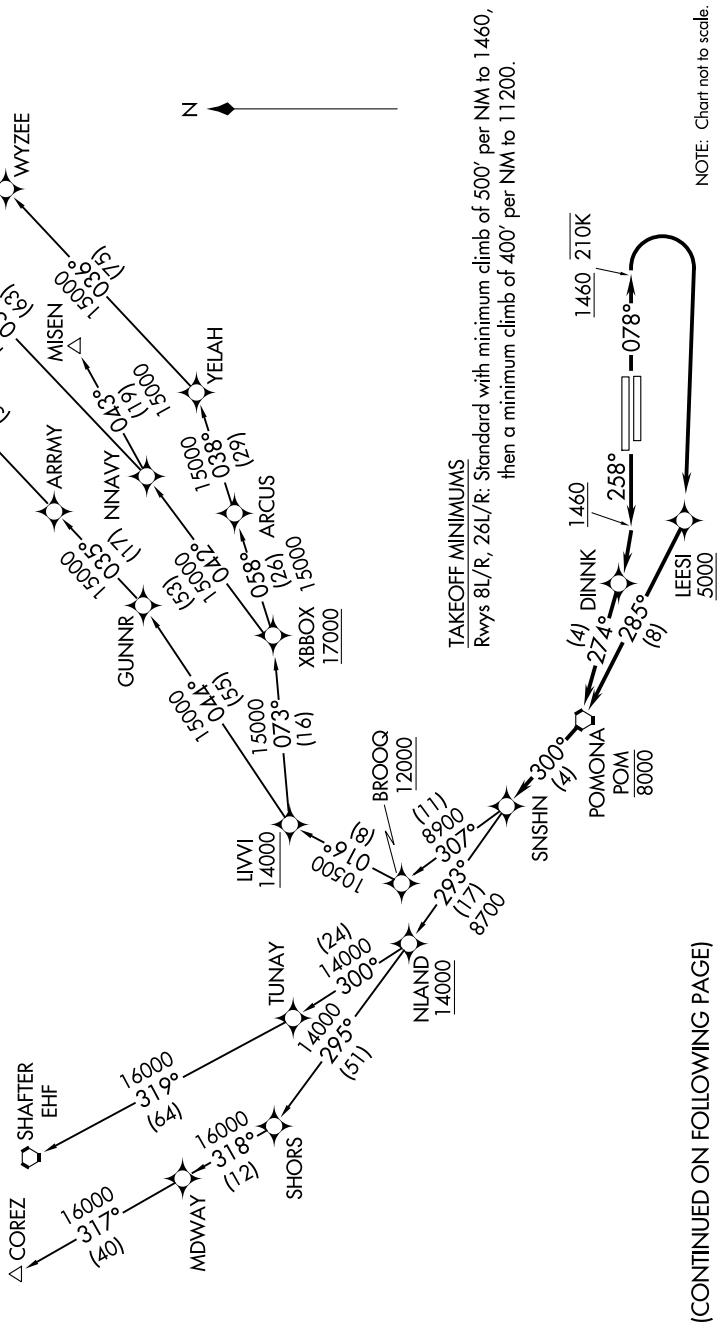 WYZEE
15000
036°
(75)
(63)
MISEN
043°
(19)
15000
YELAH
ARRMY
15000
035°
(17)
NNAVY
15000
038°
(29)
ARCUS
GUNNR
(53)
15000
042°
058°
(26)
15000
XBBOX
17000
15000
044°
(55)
15000
073°
(16)
LIVVI
14000
10500
016°
(8)
BROOQ
12000
N
TAKEOFF MINIMUMS
Rwys 8L/R, 26L/R: Standard with minimum climb of 500' per NM to 1460,
then a minimum climb of 400' per NM to 11200.
1460 210K
078°
258°
1460
DINNK
(4)
274°
285°
(8)
LEESI
5000
POMONA
POM
8000
300°
(4)
SNSHN
(11)
8900
307°
293°
(17)
8700
NLAND
14000
(24)
14000
300°
TUNAY
14000
295°
(51)
SHORS
16000
319°
(64)
SHAFTER
EHF
16000
318°
(12)
MDWAY
16000
317°
(40)
COREZ
NOTE: Chart not to scale.
(CONTINUED ON FOLLOWING PAGE)